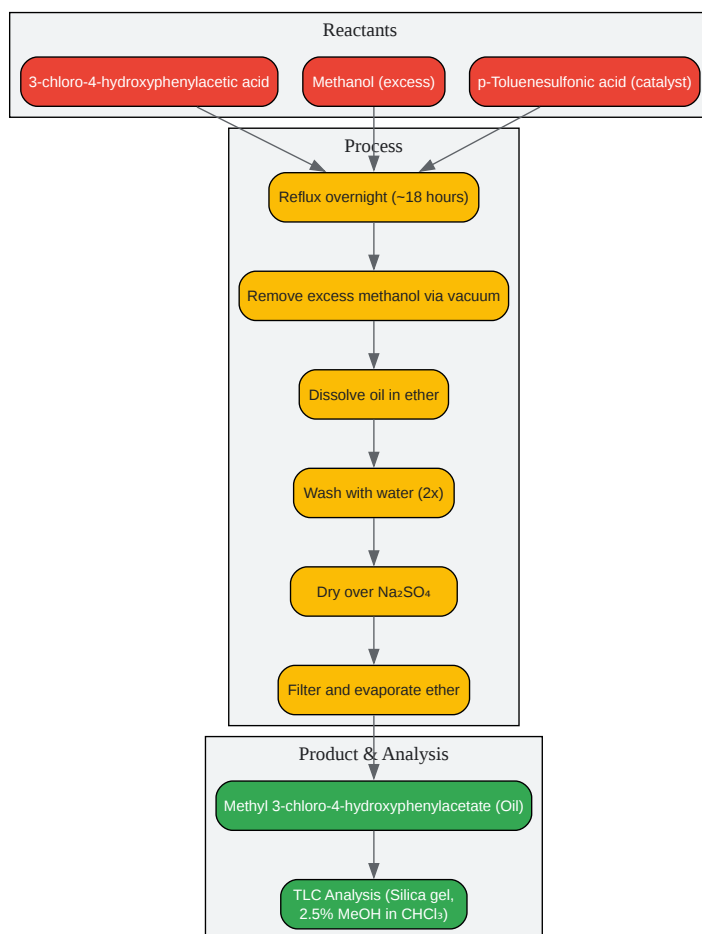 Reactants
3-chloro-4-hydroxyphenylacetic acid
Methanol (excess)
p-Toluenesulfonic acid (catalyst)
Process
Reflux overnight (~18 hours)
Remove excess methanol via vacuum
Dissolve oil in ether
Wash with water (2x)
Dry over Na₂SO₄
Filter and evaporate ether
Product & Analysis
Methyl 3-chloro-4-hydroxyphenylacetate (Oil)
TLC Analysis (Silica gel,
2.5% MeOH in CHCl₃)